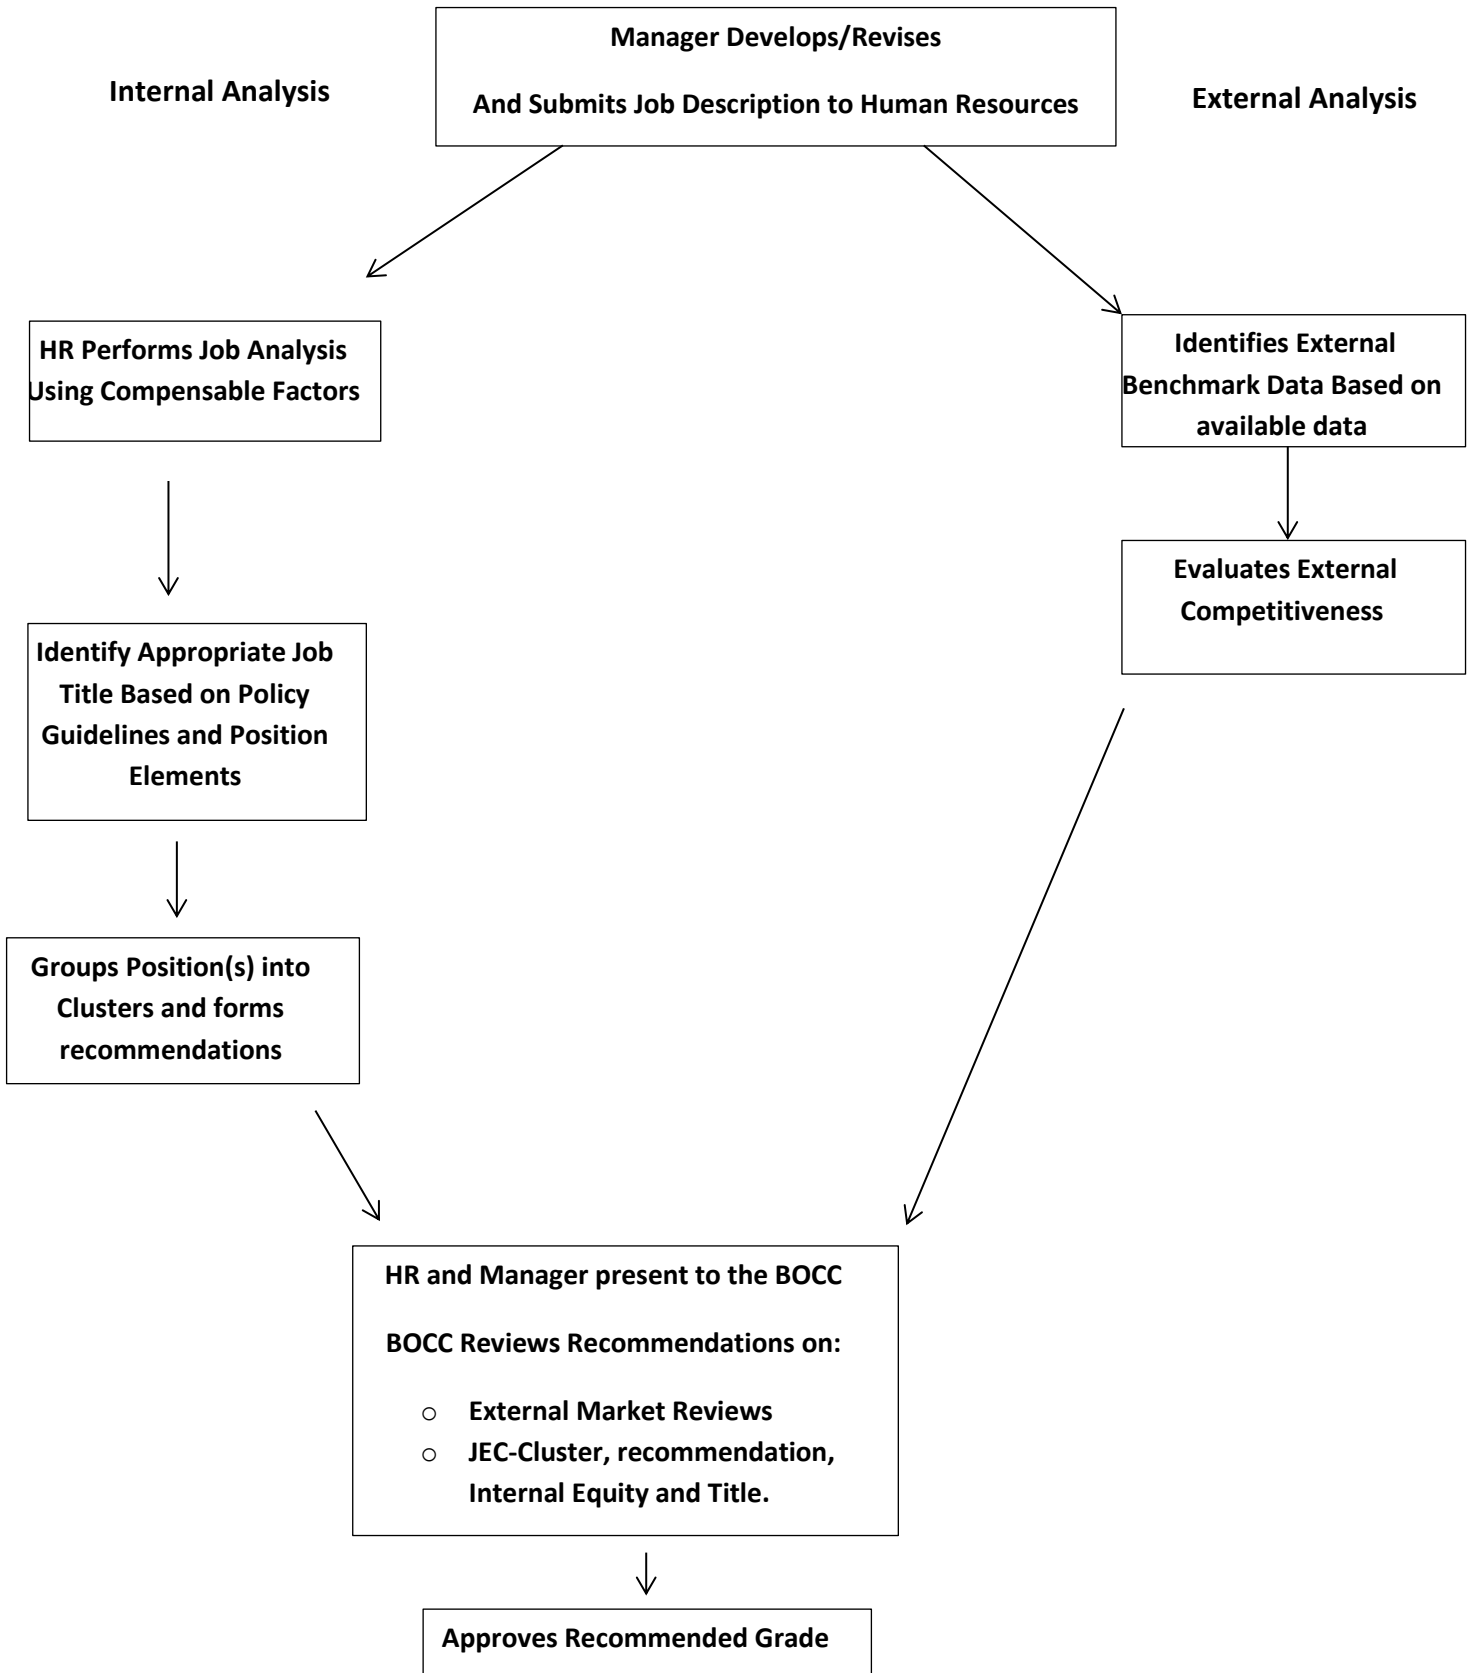 Manager Develops/Revises
And Submits Job Description to Human Resources
Internal Analysis
External Analysis
HR Performs Job Analysis
Using Compensable Factors
Identifies External
Benchmark Data Based on
available data
Evaluates External
Competitiveness
Identify Appropriate Job
Title Based on Policy
Guidelines and Position
Elements
Groups Position(s) into
Clusters and forms
recommendations
HR and Manager present to the BOCC
BOCC Reviews Recommendations on:
o External Market Reviews
o JEC-Cluster, recommendation,
Internal Equity and Title.
Approves Recommended Grade